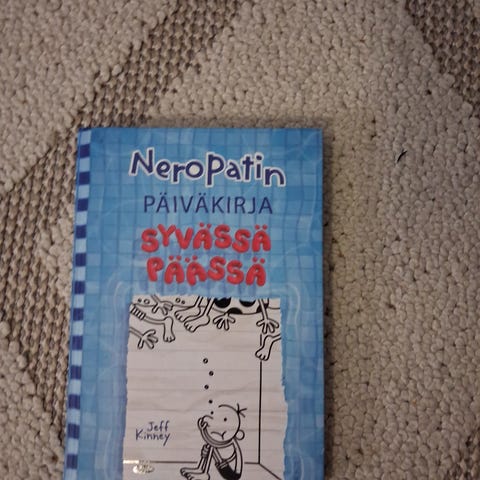 Neropatin
PÄIVÄKIRJA
SYVÄSSÄ
PÄÄSSÄ
Jeff
Kinney